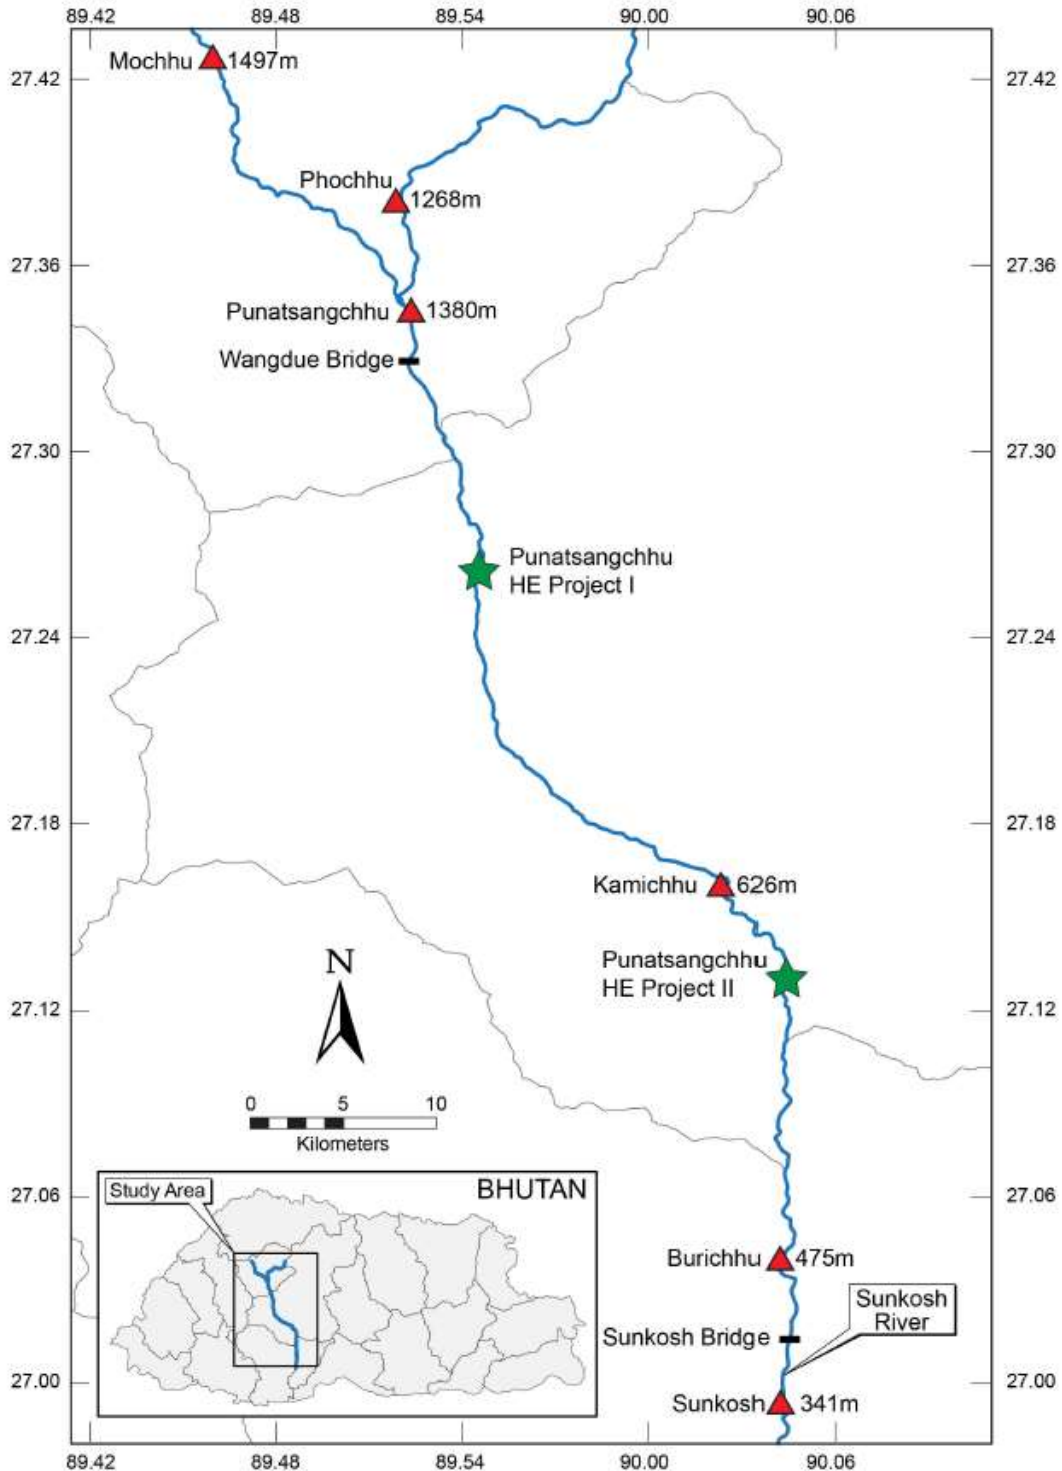 89.42 89.48 89.54 90.00 90.06
Mochhu 1497m
27.42 27.42
Phochhu
1268m
27.36 27.36
Punatsangchhu 1380m
Wangdue Bridge
27.30 27.30
Punatsangchhu
HE Project I
27.24 27.24
27.18 27.18
Kamichhu 626m
N
Punatsangchhu
HE Project II
27.12 27.12
0 5 10
Kilometers
Study Area
BHUTAN
27.06 27.06
Burichhu 475m
Sunkosh
River
Sunkosh Bridge
27.00 27.00
Sunkosh 341m
89.42 89.48 89.54 90.00 90.06